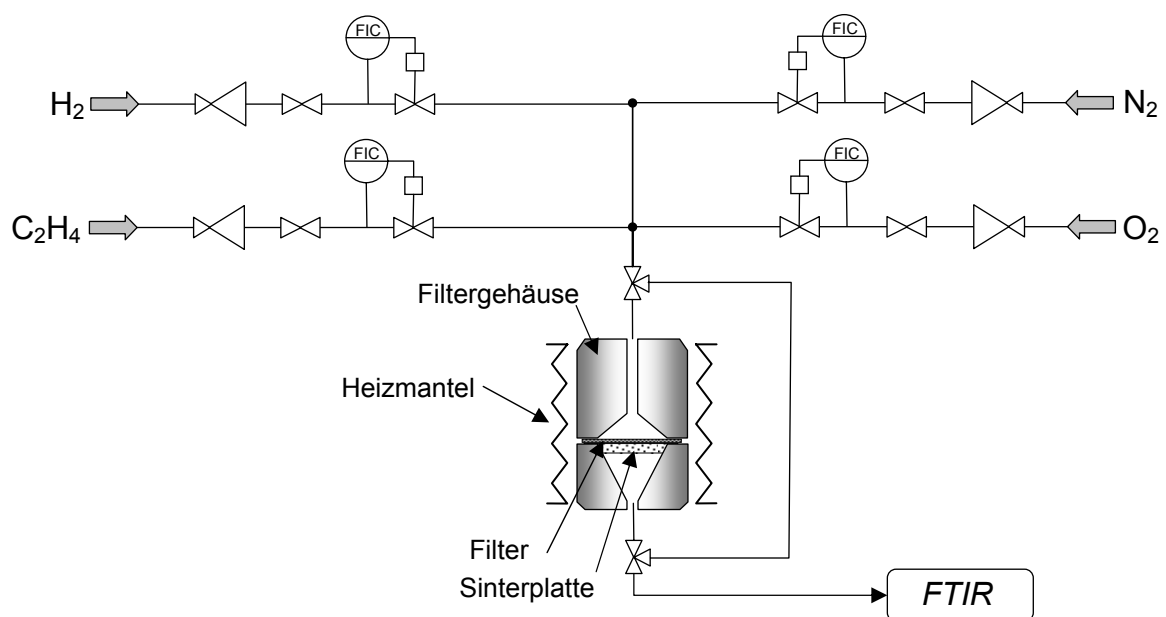 FIC
FIC
H2
N2
FIC
FIC
C2H4
O2
Filtergehäuse
Heizmantel
Filter
Sinterplatte
FTIR